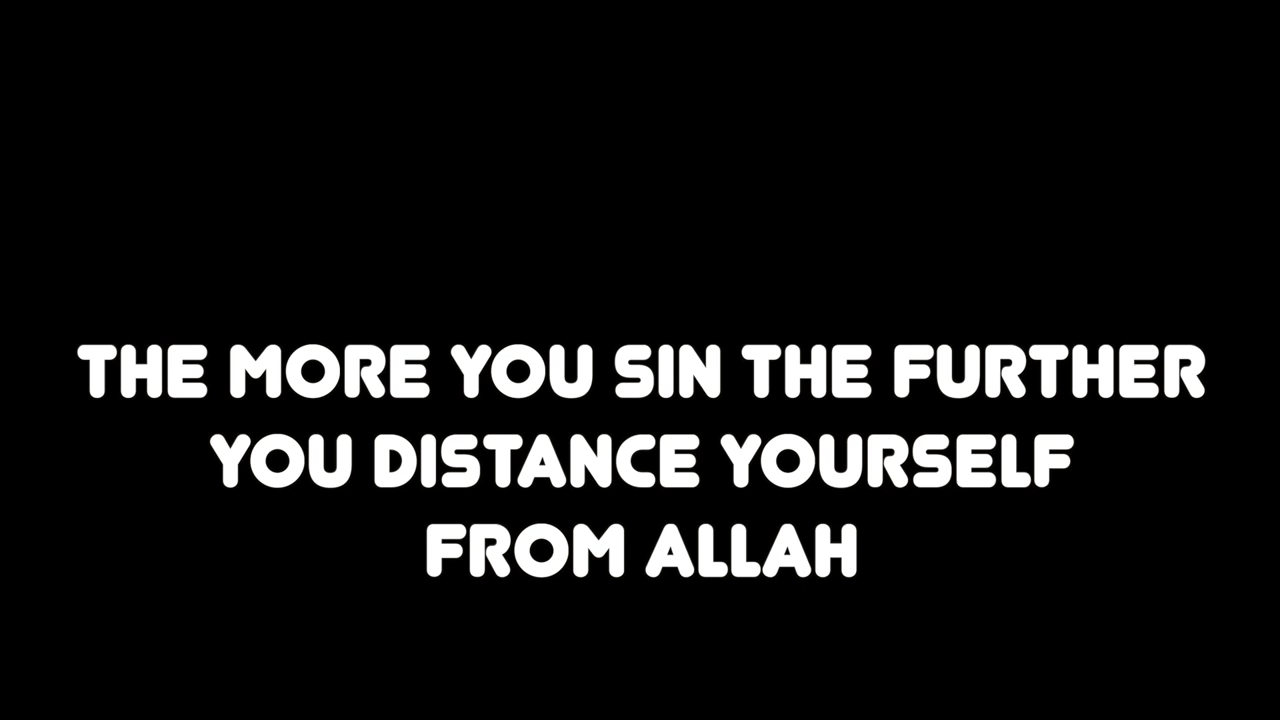 THE MORE YOU SIN THE FURTHER
YOU DISTANCE YOURSELF
FROM ALLAH